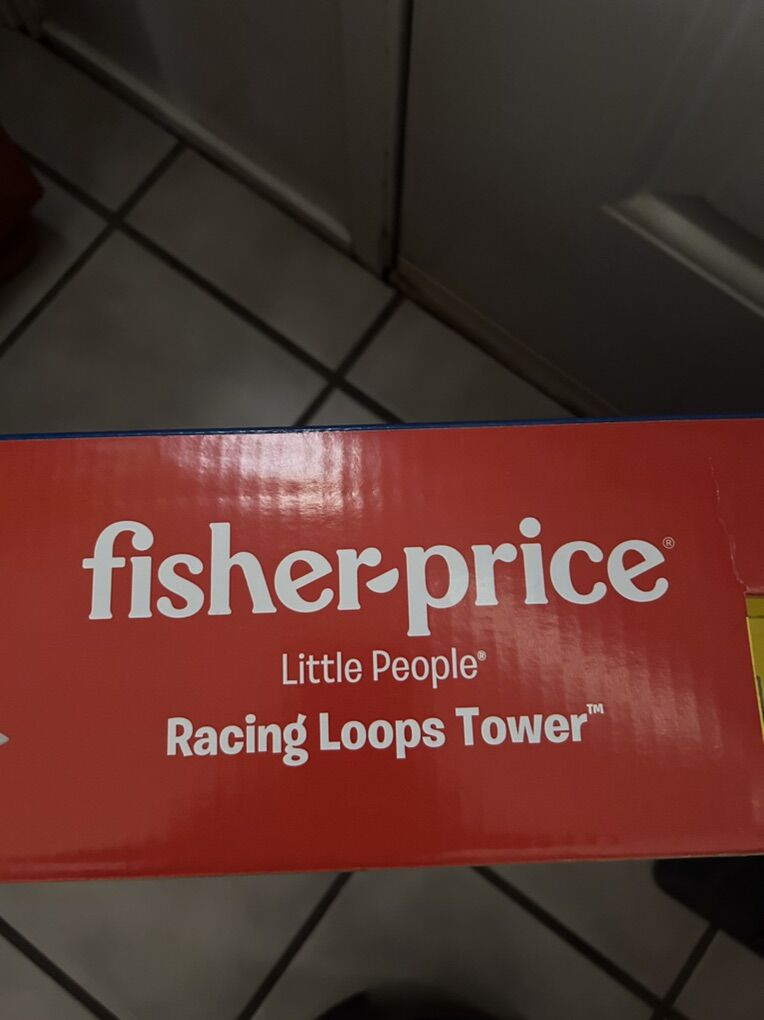 fisher-price®
Little People®
Racing Loops Tower™